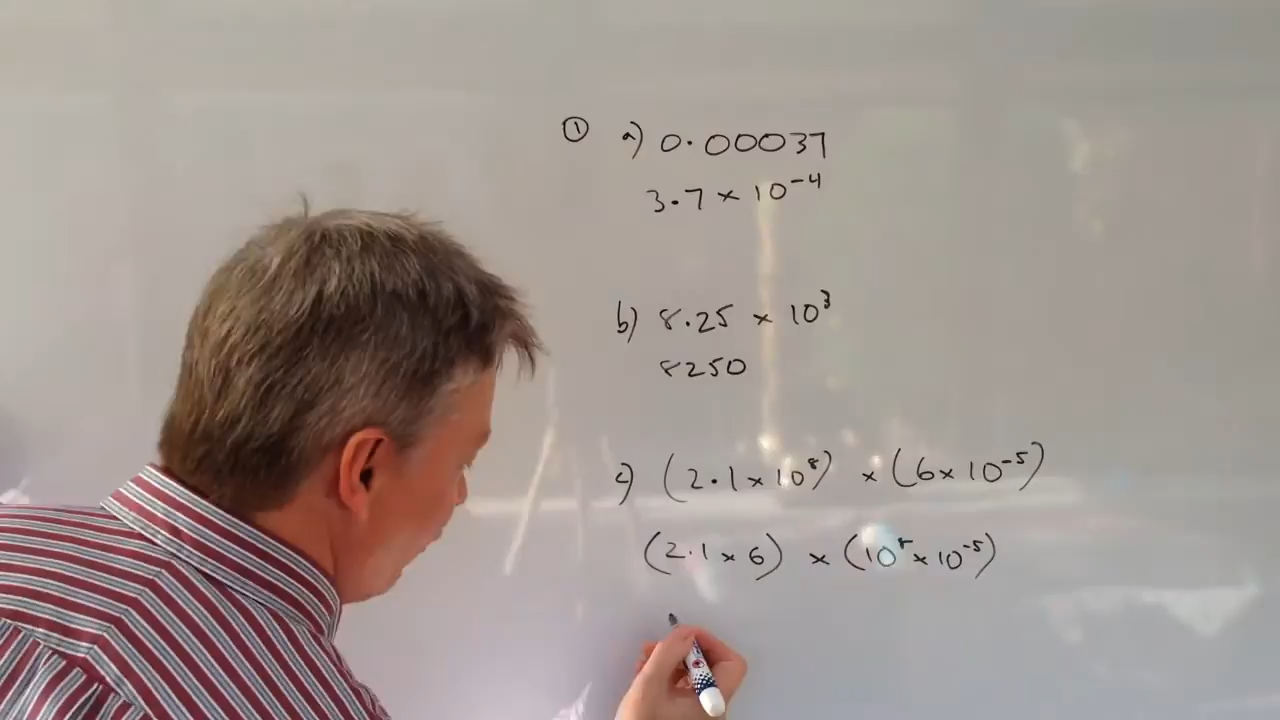 ① a) 0.00037
3.7 × 10⁻⁴
b) 8.25 × 10³
8250
c) (2.1 × 10⁸) × (6 × 10⁻⁵)
(2.1 × 6) × (10⁸ × 10⁻⁵)